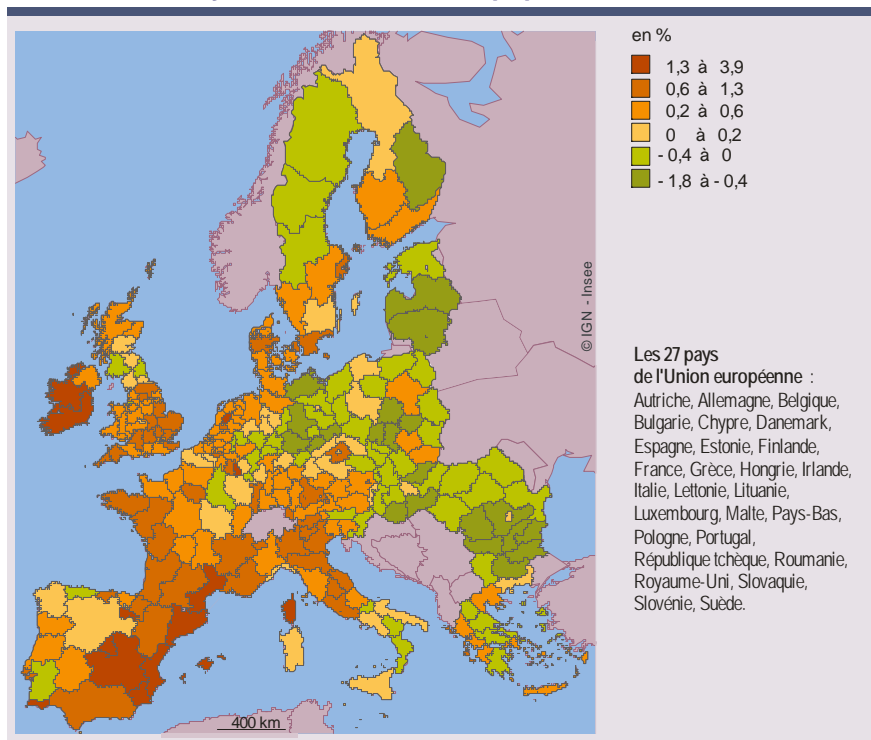 en %
1,3 à 3,9
0,6 à 1,3
0,2 à 0,6
0 à 0,2
- 0,4 à 0
- 1,8 à - 0,4
© IGN - Insee
Les 27 pays
de l'Union européenne :
Autriche, Allemagne, Belgique,
Bulgarie, Chypre, Danemark,
Espagne, Estonie, Finlande,
France, Grèce, Hongrie, Irlande,
Italie, Lettonie, Lituanie,
Luxembourg, Malte, Pays-Bas,
Pologne, Portugal,
République tchèque, Roumanie,
Royaume-Uni, Slovaquie,
Slovénie, Suède.
400 km